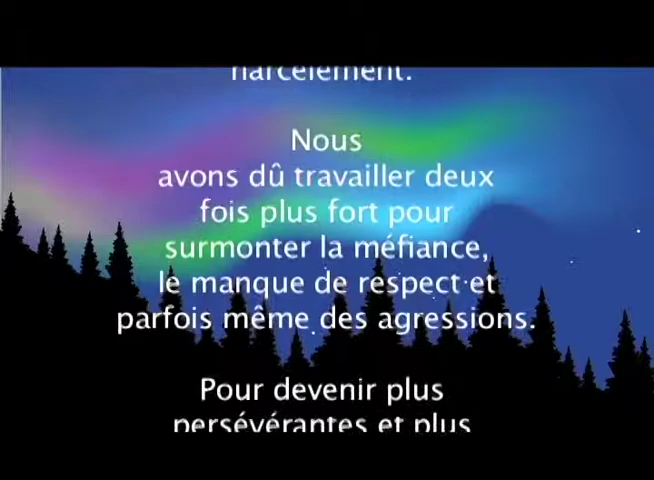 harcèlement.
Nous
avons dû travailler deux
fois plus fort pour
surmonter la méfiance,
le manque de respect et
parfois même des agressions.
Pour devenir plus
persévérantes et plus